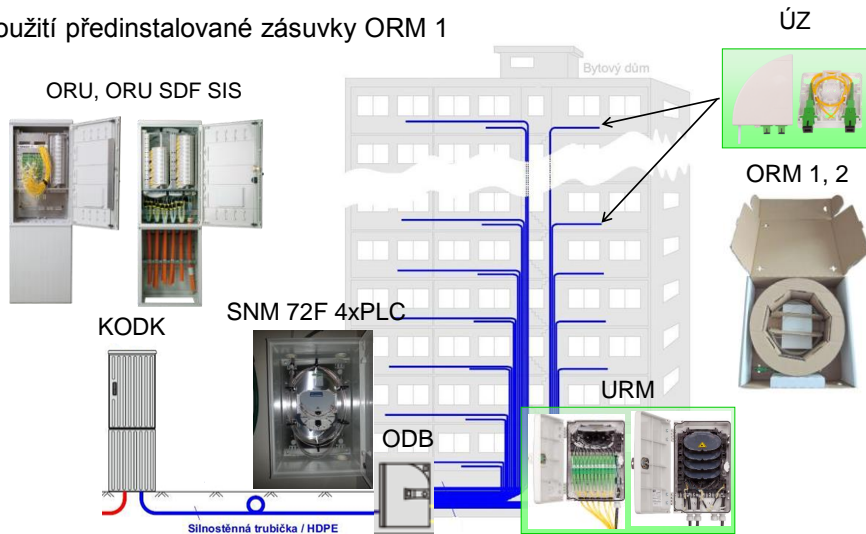 oužití předinstalované zásuvky ORM 1
ÚZ
Bytový dům
ORU, ORU SDF SIS
ORM 1, 2
SNM 72F 4xPLC
KODK
URM
ODB
Silnostěnná trubička / HDPE